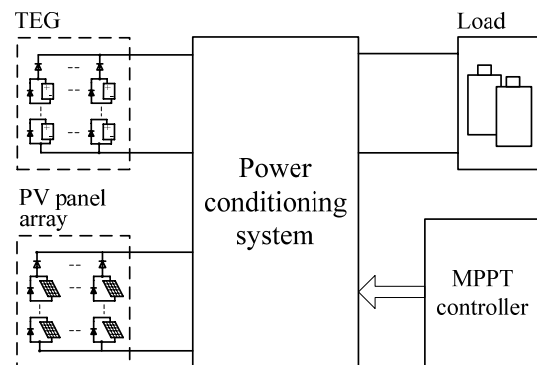 TEG
Load
Power
conditioning
system
PV panel
array
MPPT
controller